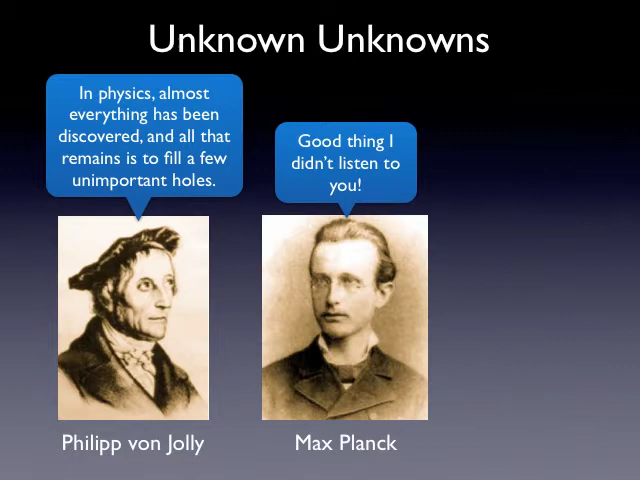 Unknown Unknowns
In physics, almost
everything has been
discovered, and all that
remains is to fill a few
unimportant holes.
Good thing I
didn't listen to
you!
Philipp von Jolly
Max Planck